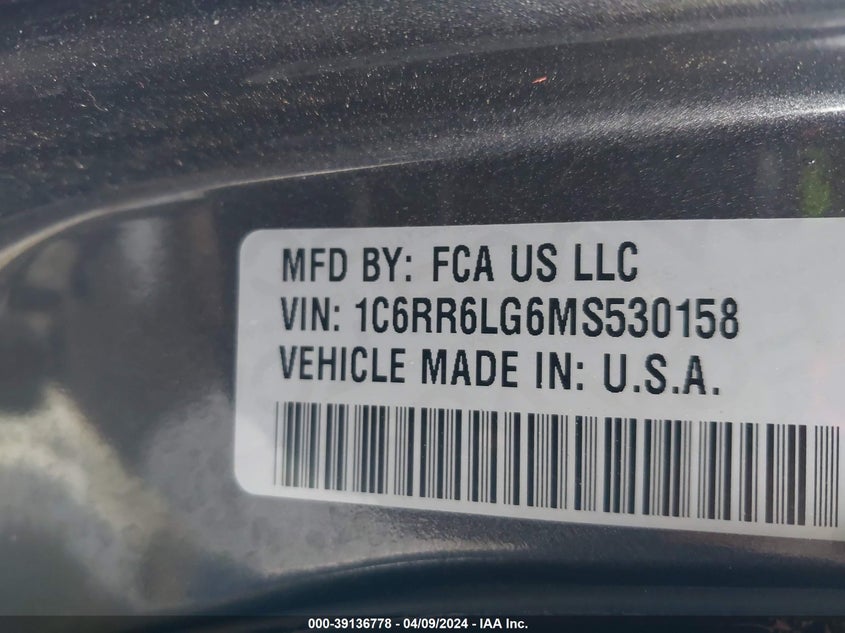 MFD BY: FCA US LLC
VIN: 1C6RR6LG6MS530158
VEHICLE MADE IN: U.S.A.
000-39136778 - 04/09/2024 - IAA Inc.